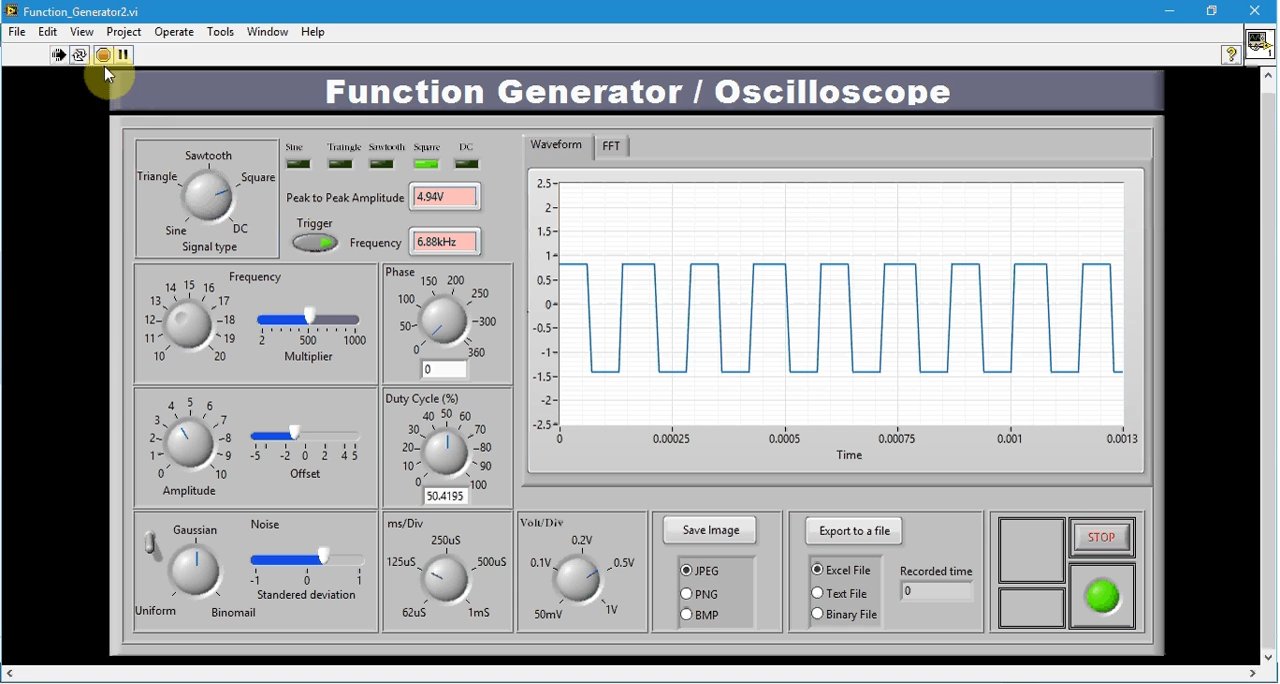 Function_Generator2.vi
File Edit View Project Operate Tools Window Help
1
Function Generator / Oscilloscope
Sawtooth
Triangle
Square
Sine
DC
Signal type
Sine Traingle Sawtooth Square DC
Peak to Peak Amplitude 4.94V
Trigger
Frequency 6.88kHz
Frequency
10 11 12 13 14 15 16 17 18 19 20
2 500 1000
Multiplier
Phase
0 50 100 150 200 250 300 360
0
0 1 2 3 4 5 6 7 8 9 10
Amplitude
-5 -2 0 2 4 5
Offset
Duty Cycle (%)
0 10 20 30 40 50 60 70 80 90 100
50.4195
Noise
Gaussian
Uniform
Binomail
-1 0 1
Standered deviation
ms/Div
62uS 125uS 250uS 500uS 1mS
Volt/Div
50mV 0.1V 0.2V 0.5V 1V
Waveform FFT
2.5
2
1.5
1
0.5
0
-0.5
-1
-1.5
-2
-2.5
0 0.00025 0.0005 0.00075 0.001 0.0013
Time
Save Image
JPEG
PNG
BMP
Export to a file
Excel File
Text File
Binary File
Recorded time
0
STOP